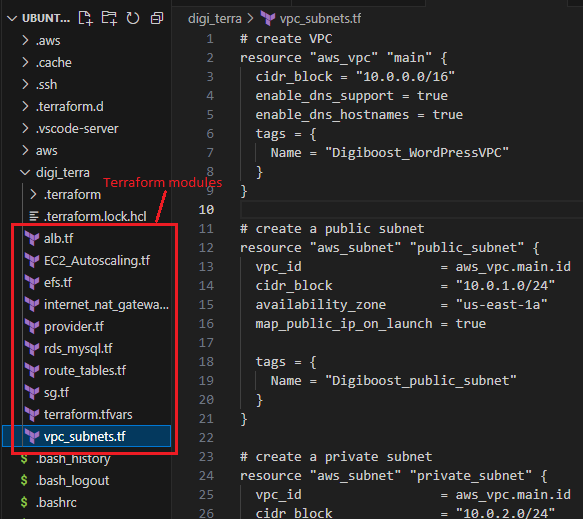 UBUNT...
.aws
.cache
.ssh
.terraform.d
.vscode-server
aws
digi_terra
Terraform modules
.terraform
.terraform.lock.hcl
alb.tf
EC2_Autoscaling.tf
efs.tf
internet_nat_gatewa...
provider.tf
rds_mysql.tf
route_tables.tf
sg.tf
terraform.tfvars
vpc_subnets.tf
.bash_history
$ .bash_logout
$ .bashrc
digi_terra > vpc_subnets.tf
1 # create VPC
2 resource "aws_vpc" "main" {
3 cidr_block = "10.0.0.0/16"
4 enable_dns_support = true
5 enable_dns_hostnames = true
6 tags = {
7 Name = "Digiboost_WordPressVPC"
8 }
9 }
10
11 # create a public subnet
12 resource "aws_subnet" "public_subnet" {
13 vpc_id = aws_vpc.main.id
14 cidr_block = "10.0.1.0/24"
15 availability_zone = "us-east-1a"
16 map_public_ip_on_launch = true
17
18 tags = {
19 Name = "Digiboost_public_subnet"
20 }
21 }
22
23 # create a private subnet
24 resource "aws_subnet" "private_subnet" {
25 vpc_id = aws_vpc.main.id
26 cidr_block = "10.0.2.0/24"